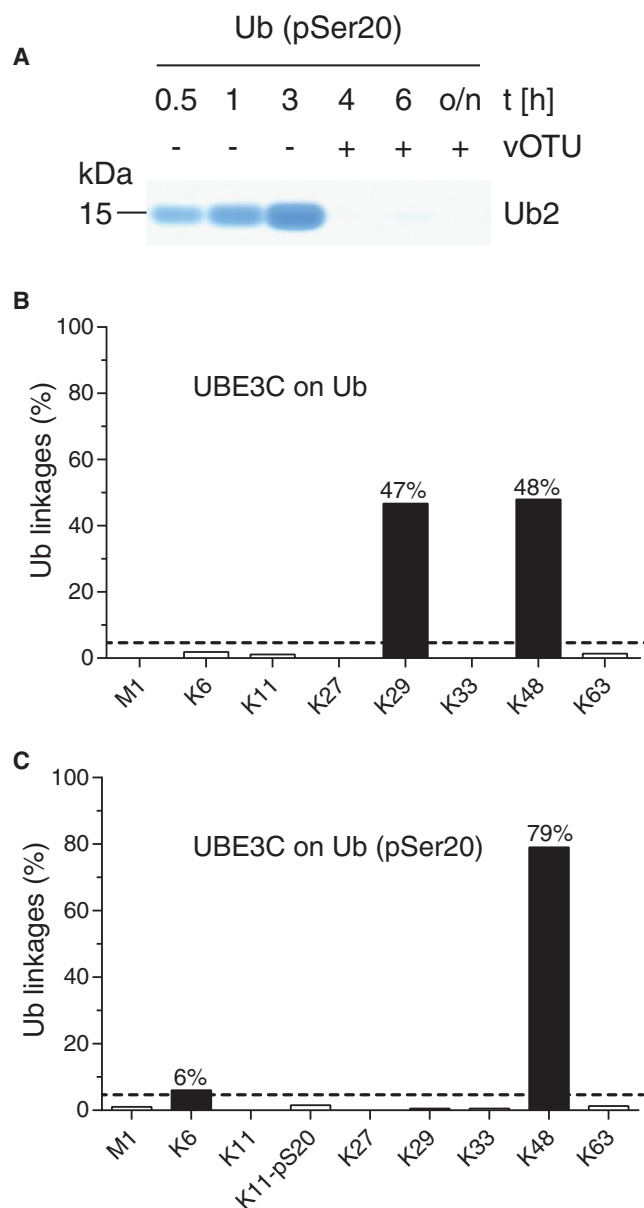 A
Ub (pSer20)
0.5 1 3 4 6 o/n t [h]
- - - + + + vOTU
kDa
15 Ub2
B
100
80
60
40
20
0
Ub linkages (%)
UBE3C on Ub
47%
48%
M1 K6 K11 K27 K29 K33 K48 K63
C
100
80
60
40
20
0
Ub linkages (%)
UBE3C on Ub (pSer20)
79%
6%
M1 K6 K11 K11-pS20 K27 K29 K33 K48 K63